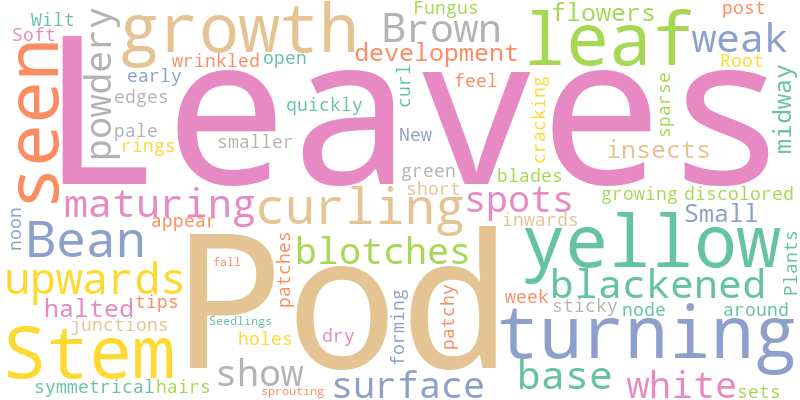 Leaves
Pod
Stem
growth
leaf
seen
yellow
turning
curling
Bean
Brown
weak
powdery
maturing
spots
upwards
blotches
blackened
base
white
show
surface
halted
Small
midway
insects
development
flowers
Fungus
post
Wilt
Soft
wrinkled
open
early
edges
quickly
curl
feel
Root
pale
rings
smaller
New
cracking
sparse
green
blades
short
growing
discolored
noon
appear
inwards
patches
fall
Plants
tips
junctions
Seedlings
holes
dry
forming
patchy
week
sticky
node
around
symmetrical
hairs
sprouting
sets